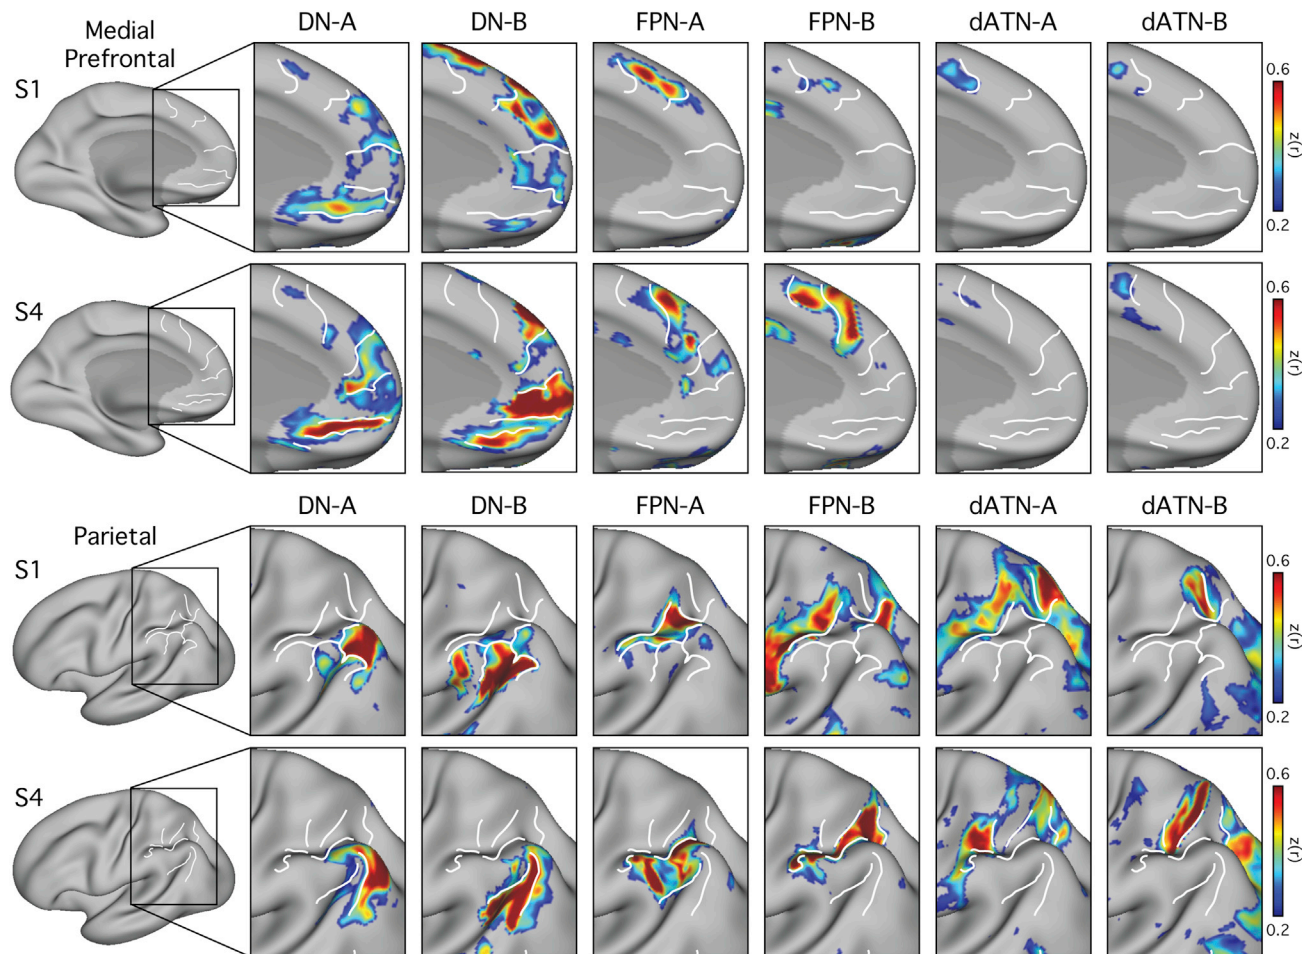 DN-A DN-B FPN-A FPN-B dATN-A dATN-B
Medial
Prefrontal
S1
0.6
z(r)
0.2
S4
0.6
z(r)
0.2
DN-A DN-B FPN-A FPN-B dATN-A dATN-B
Parietal
S1
0.6
z(r)
0.2
S4
0.6
z(r)
0.2